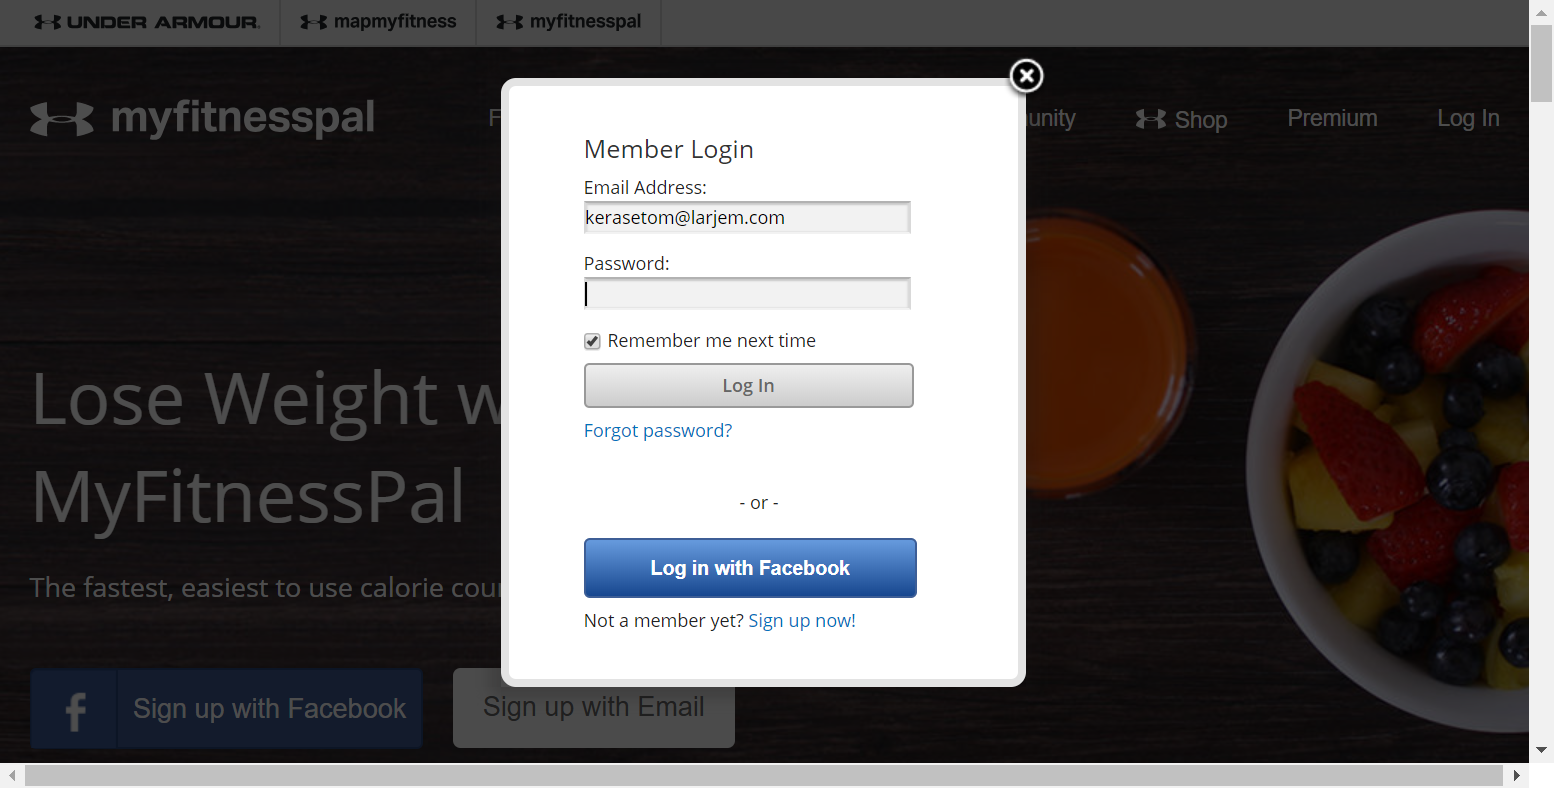 UNDER ARMOUR.
mapmyfitness
myfitnesspal
myfitnesspal
F
unity
Shop
Premium
Log In
Member Login
Email Address:
kerasetom@larjem.com
Password:
Remember me next time
Log In
Forgot password?
- or -
Log in with Facebook
Not a member yet? Sign up now!
Lose Weight w
MyFitnessPal
The fastest, easiest to use calorie cou
f
Sign up with Facebook
Sign up with Email